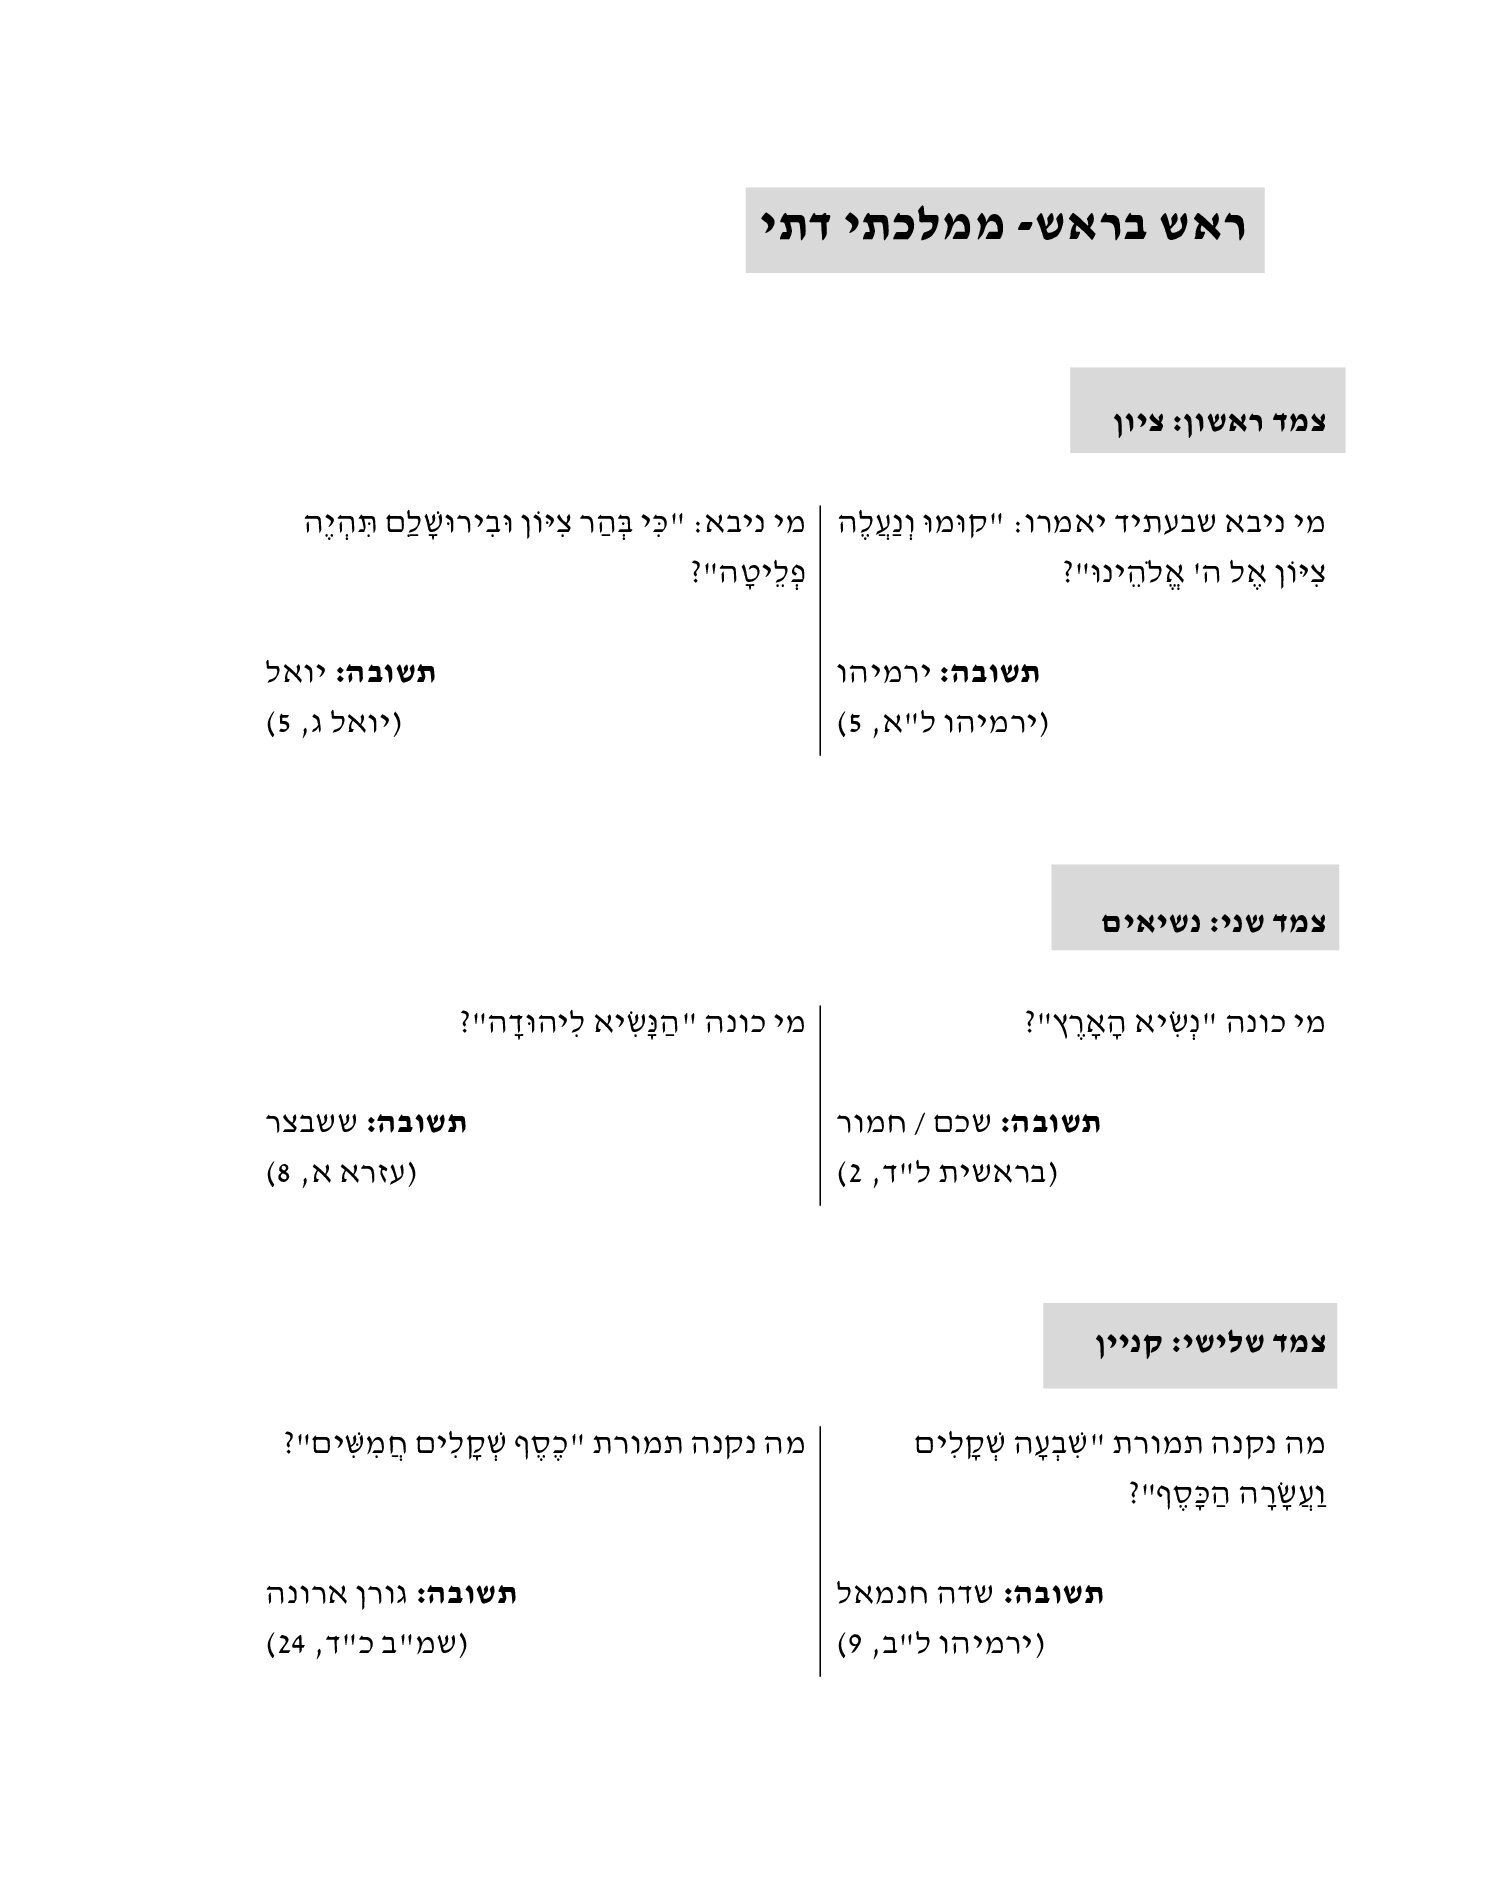 ראש בראש- ממלכתי דתי
צמד ראשון: ציון
מי ניבא שבעתיד יאמרו: "קוּמוּ וְנַעֲלֶה
צִיּוֹן אֶל ה' אֱלֹהֵינוּ"?
תשובה: ירמיהו
(ירמיהו ל"א, 5)
מי ניבא: "כִּי בְּהַר צִיּוֹן וּבִירוּשָׁלַםִ תִּהְיֶה
פְלֵיטָה"?
תשובה: יואל
(יואל ג, 5)
צמד שני: נשיאים
מי כונה "נְשִׂיא הָאָרֶץ"?
תשובה: שכם / חמור
(בראשית ל"ד, 2)
מי כונה "הַנָּשִׂיא לִיהוּדָה"?
תשובה: ששבצר
(עזרא א, 8)
צמד שלישי: קניין
מה נקנה תמורת "שִׁבְעָה שְׁקָלִים
וַעֲשָׂרָה הַכָּסֶף"?
תשובה: שדה חנמאל
(ירמיהו ל"ב, 9)
מה נקנה תמורת "כֶסֶף שְׁקָלִים חֲמִשִּׁים"?
תשובה: גורן ארונה
(שמ"ב כ"ד, 24)